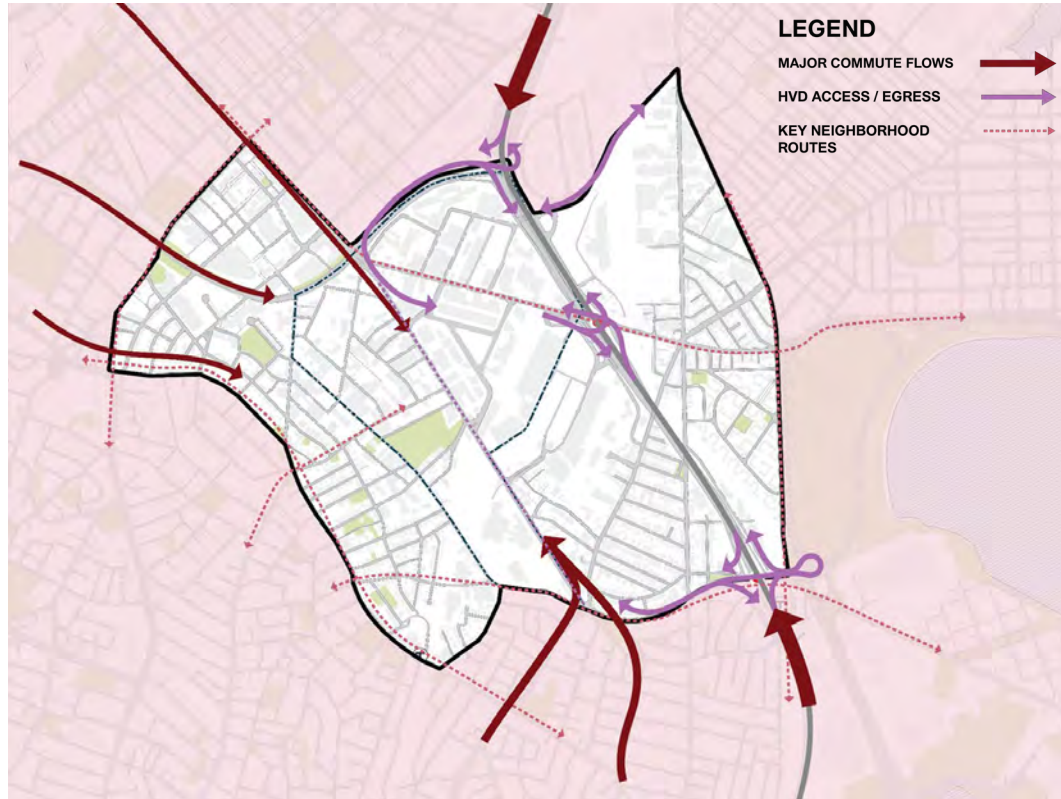 LEGEND
MAJOR COMMUTE FLOWS
HVD ACCESS / EGRESS
KEY NEIGHBORHOOD
ROUTES